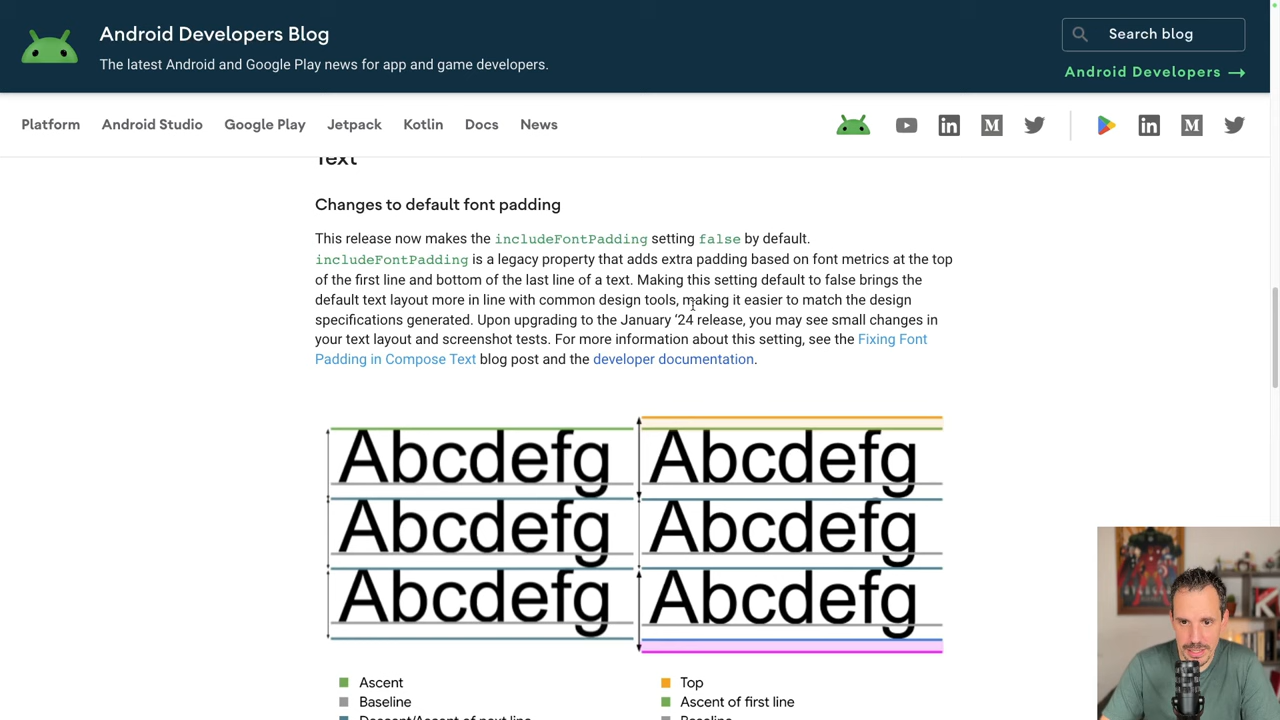 Android Developers Blog
The latest Android and Google Play news for app and game developers.
Search blog
Android Developers →
Platform Android Studio Google Play Jetpack Kotlin Docs News
Text
Changes to default font padding
This release now makes the includeFontPadding setting false by default.
includeFontPadding is a legacy property that adds extra padding based on font metrics at the top
of the first line and bottom of the last line of a text. Making this setting default to false brings the
default text layout more in line with common design tools, making it easier to match the design
specifications generated. Upon upgrading to the January ‘24 release, you may see small changes in
your text layout and screenshot tests. For more information about this setting, see the Fixing Font
Padding in Compose Text blog post and the developer documentation.
Abcdefg Abcdefg
Abcdefg Abcdefg
Abcdefg Abcdefg
Ascent
Baseline
Descent/Ascent of next line
Top
Ascent of first line
Baseline